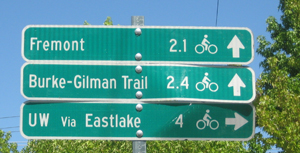 Fremont 2.1
Burke-Gilman Trail 2.4
UW Via Eastlake 4